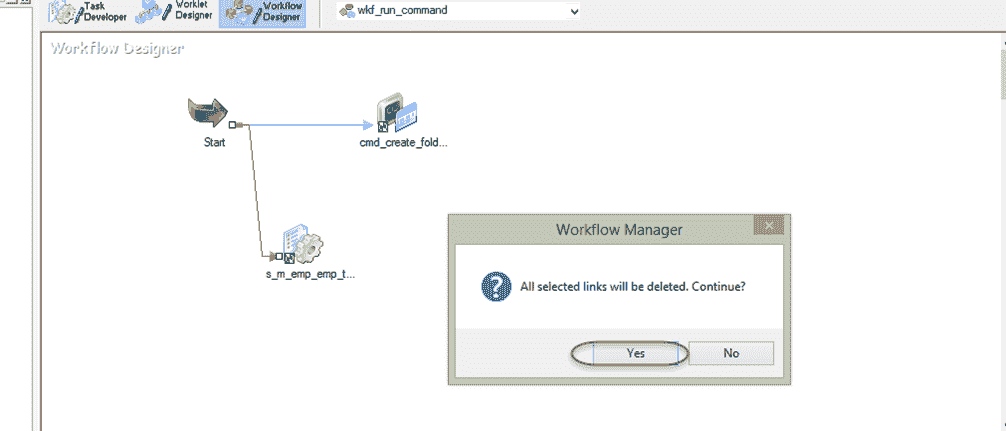 Task
Developer
Worklet
Designer
Workflow
Designer
wkf_run_command
Workflow Designer
Start
cmd_create_fold...
s_m_emp_emp_t...
Workflow Manager
All selected links will be deleted. Continue?
Yes
No